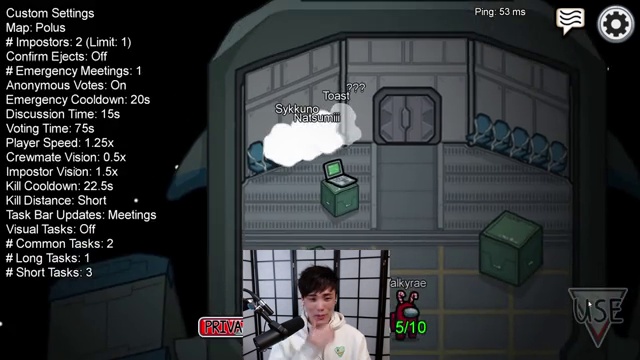 Custom Settings
Map: Polus
# Impostors: 2 (Limit: 1)
Confirm Ejects: Off
# Emergency Meetings: 1
Anonymous Votes: On
Emergency Cooldown: 20s
Discussion Time: 15s
Voting Time: 75s
Player Speed: 1.25x
Crewmate Vision: 0.5x
Impostor Vision: 1.5x
Kill Cooldown: 22.5s
Kill Distance: Short
Task Bar Updates: Meetings
Visual Tasks: Off
# Common Tasks: 2
# Long Tasks: 1
# Short Tasks: 3
Ping: 53 ms
???
Toast
Sykkuno
Natsumiii
alkyrae
PRIVA
5/10
USE